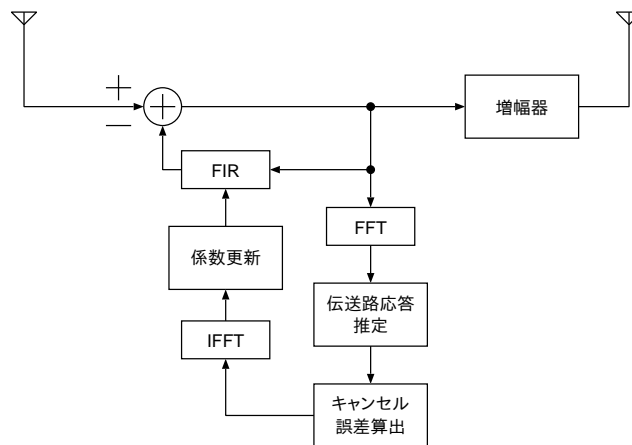 +
−
増幅器
FIR
FFT
係数更新
伝送路応答
推定
IFFT
キャンセル
誤差算出